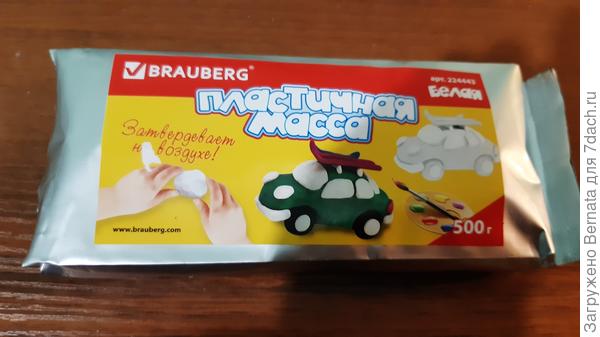 BRAUBERG®
арт. 224443
Белая
ПЛАСТИЧНАЯ
МАССА
Затвердевает
на воздухе!
www.brauberg.com
500 г
Загружено Bernata для 7dach.ru